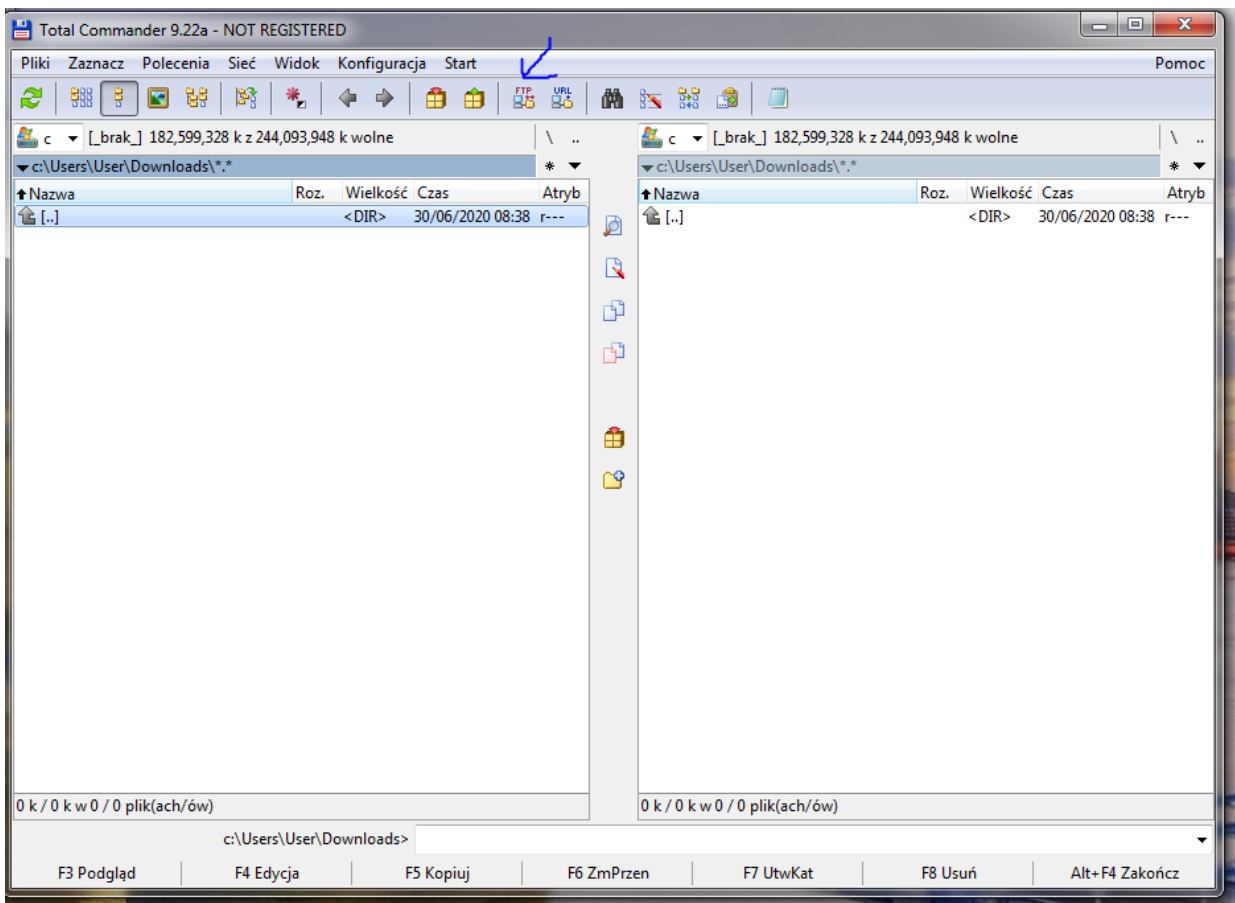 Total Commander 9.22a - NOT REGISTERED
Pliki Zaznacz Polecenia Sieć Widok Konfiguracja Start Pomoc
FTP URL
c [_brak_] 182,599,328 k z 244,093,948 k wolne \ .. c [_brak_] 182,599,328 k z 244,093,948 k wolne \ ..
c:\Users\User\Downloads\*.* * c:\Users\User\Downloads\*.* *
Nazwa Roz. Wielkość Czas Atryb Nazwa Roz. Wielkość Czas Atryb
[..] <DIR> 30/06/2020 08:38 r--- [..] <DIR> 30/06/2020 08:38 r---
0 k / 0 k w 0 / 0 plik(ach/ów) 0 k / 0 k w 0 / 0 plik(ach/ów)
c:\Users\User\Downloads>
F3 Podgląd F4 Edycja F5 Kopiuj F6 ZmPrzen F7 UtwKat F8 Usuń Alt+F4 Zakończ